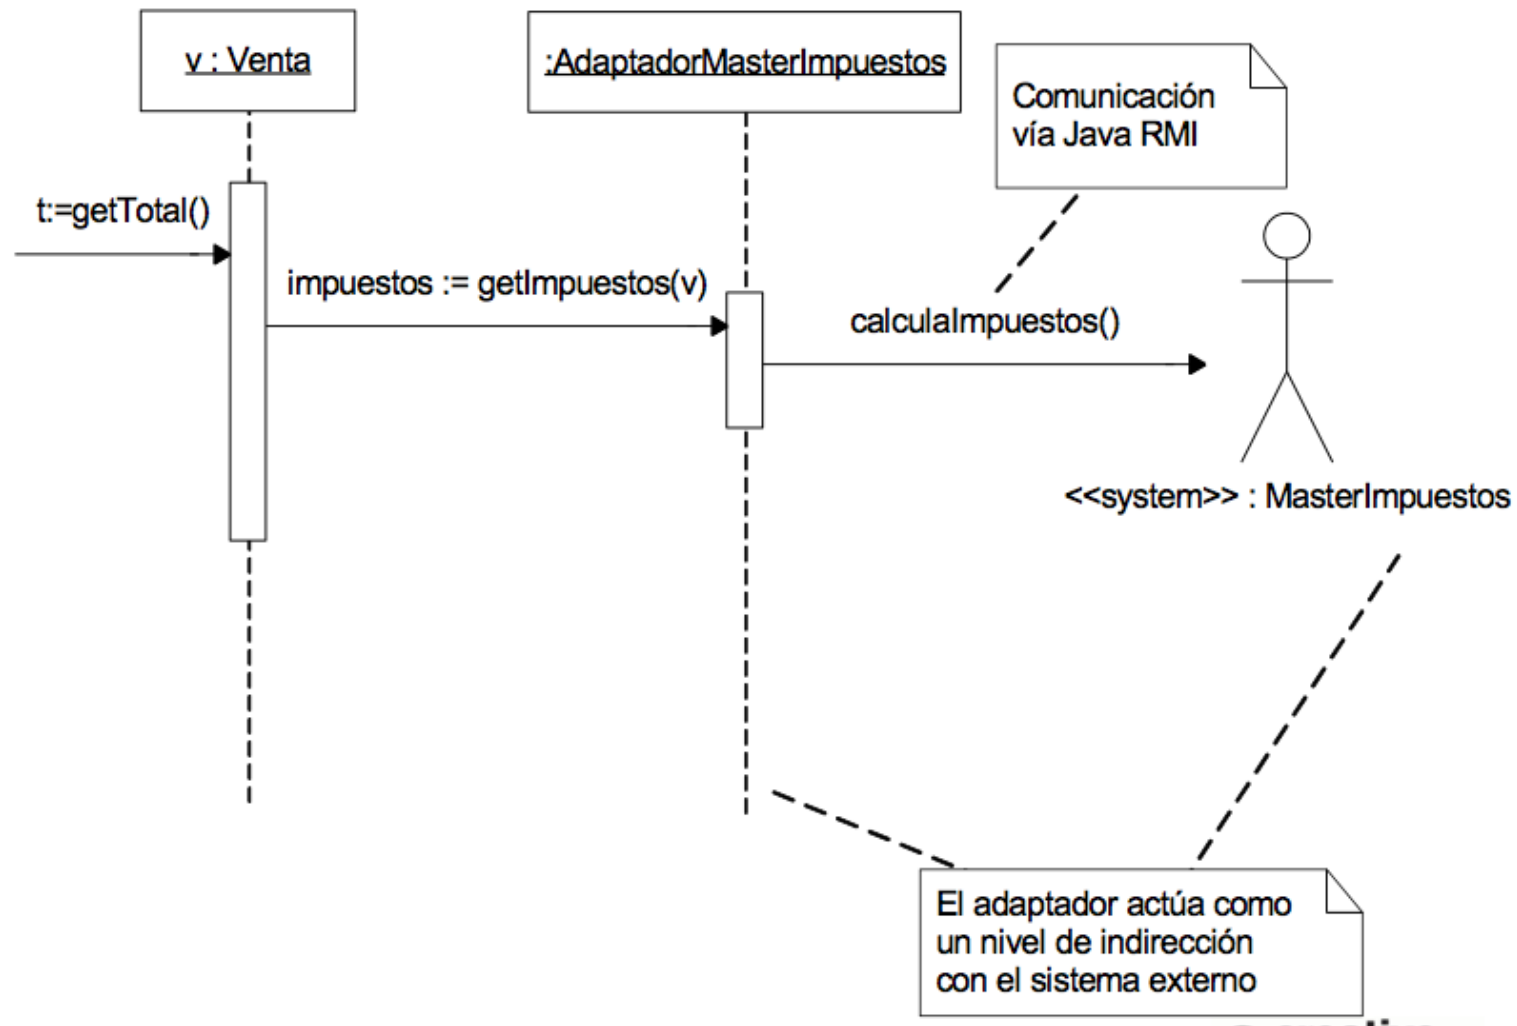 v : Venta
:AdaptadorMasterImpuestos
Comunicación
vía Java RMI
t:=getTotal()
impuestos := getImpuestos(v)
calculaImpuestos()
<<system>> : MasterImpuestos
El adaptador actúa como
un nivel de indirección
con el sistema externo